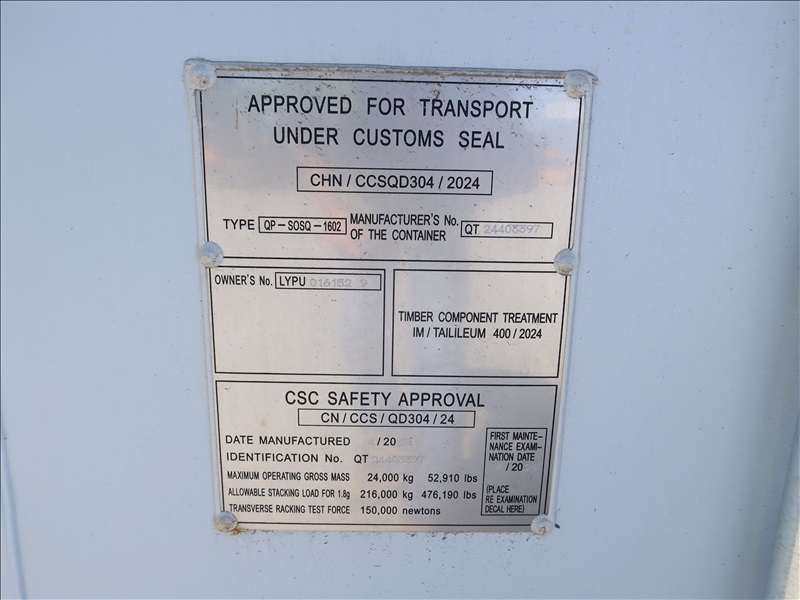 APPROVED FOR TRANSPORT
UNDER CUSTOMS SEAL
CHN / CCSQD304 / 2024
TYPE QP-SOSQ-1602 MANUFACTURER'S No. OF THE CONTAINER QT 24403397
OWNER'S No. LYPU 016152 9
TIMBER COMPONENT TREATMENT
IM / TAILILEUM 400 / 2024
CSC SAFETY APPROVAL
CN / CCS / QD304 / 24
DATE MANUFACTURED / 20
IDENTIFICATION No. QT 24403397
MAXIMUM OPERATING GROSS MASS 24,000 kg 52,910 lbs
ALLOWABLE STACKING LOAD FOR 1.8g 216,000 kg 476,190 lbs
TRANSVERSE RACKING TEST FORCE 150,000 newtons
FIRST MAINTE-
NANCE EXAMI-
NATION DATE
/ 20
(PLACE
RE EXAMINATION
DECAL HERE)